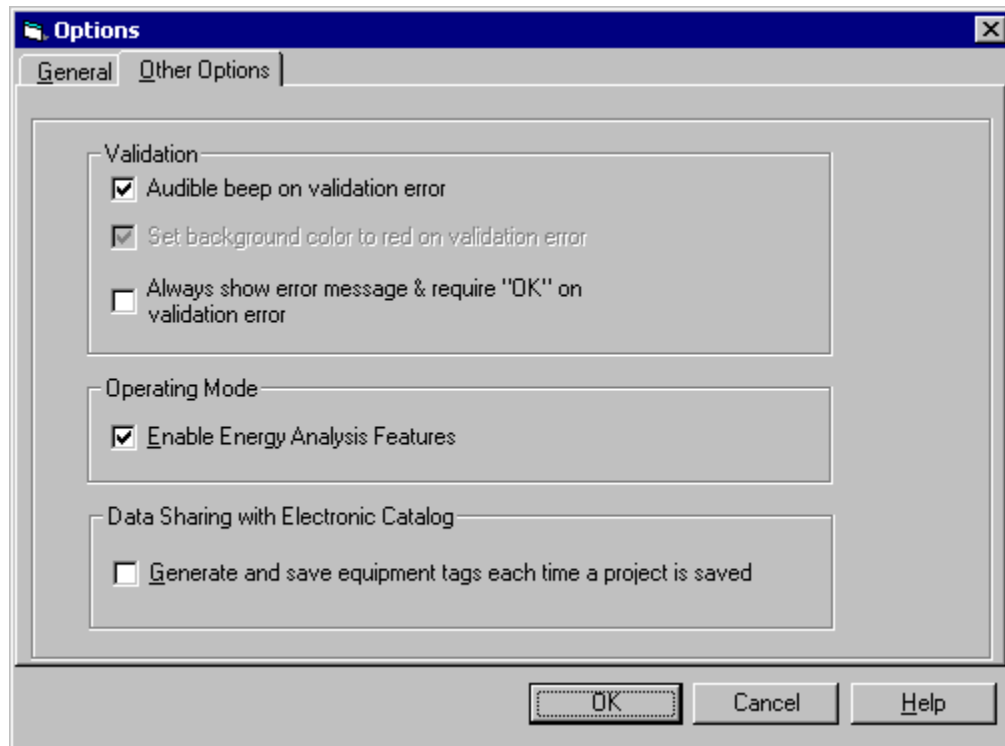 Options
General
Other Options
Validation
Audible beep on validation error
Set background color to red on validation error
Always show error message & require "OK" on
validation error
Operating Mode
Enable Energy Analysis Features
Data Sharing with Electronic Catalog
Generate and save equipment tags each time a project is saved
OK
Cancel
Help